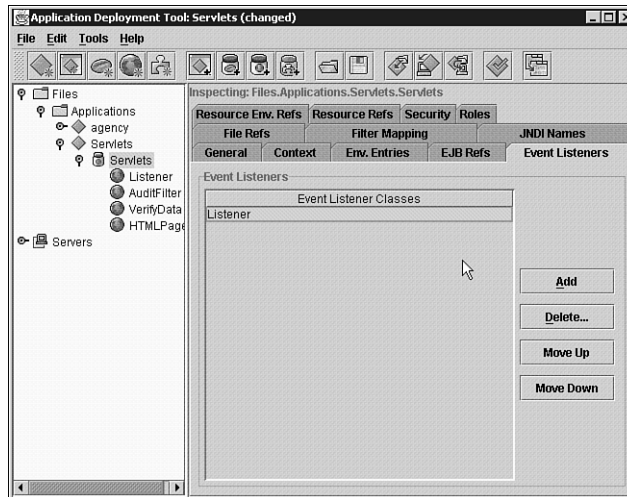 Application Deployment Tool: Servlets (changed)
File Edit Tools Help
Files
Applications
agency
Servlets
Servlets
Listener
AuditFilter
VerifyData
HTMLPage
Servers
Inspecting: Files.Applications.Servlets.Servlets
Resource Env. Refs Resource Refs Security Roles
File Refs Filter Mapping JNDI Names
General Context Env. Entries EJB Refs Event Listeners
Event Listeners
Event Listener Classes
Listener
Add
Delete...
Move Up
Move Down